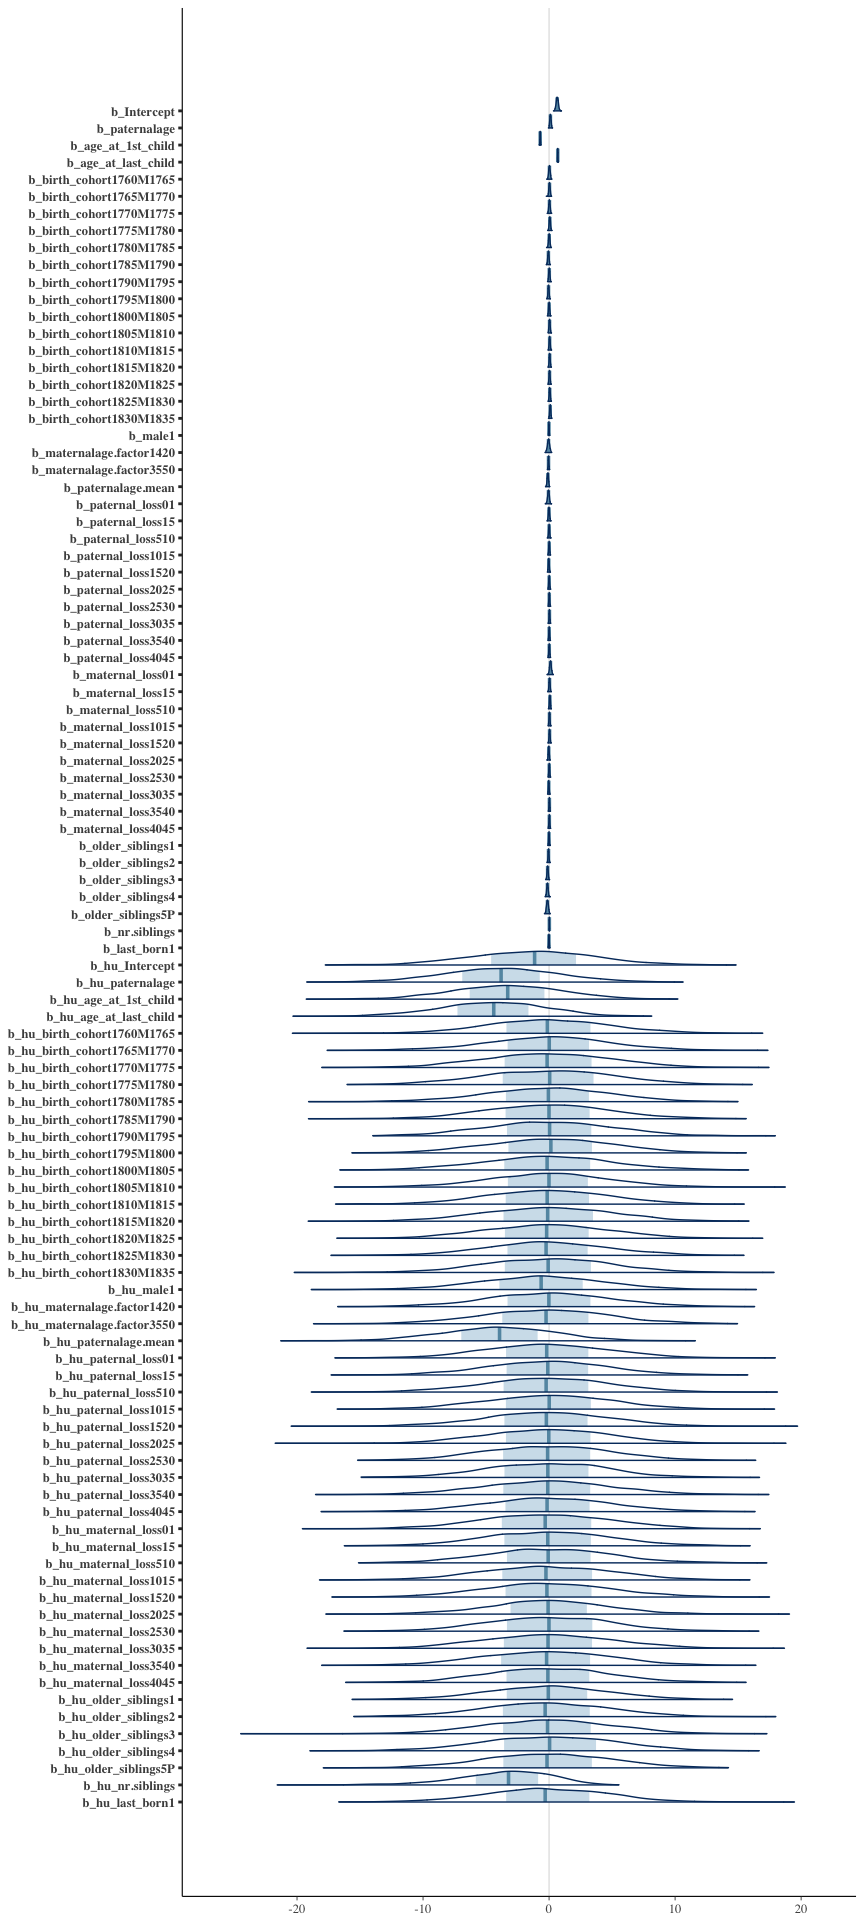 b_Intercept
b_paternalage
b_age_at_1st_child
b_age_at_last_child
b_birth_cohort1760M1765
b_birth_cohort1765M1770
b_birth_cohort1770M1775
b_birth_cohort1775M1780
b_birth_cohort1780M1785
b_birth_cohort1785M1790
b_birth_cohort1790M1795
b_birth_cohort1795M1800
b_birth_cohort1800M1805
b_birth_cohort1805M1810
b_birth_cohort1810M1815
b_birth_cohort1815M1820
b_birth_cohort1820M1825
b_birth_cohort1825M1830
b_birth_cohort1830M1835
b_male1
b_maternalage.factor1420
b_maternalage.factor3550
b_paternalage.mean
b_paternal_loss01
b_paternal_loss15
b_paternal_loss510
b_paternal_loss1015
b_paternal_loss1520
b_paternal_loss2025
b_paternal_loss2530
b_paternal_loss3035
b_paternal_loss3540
b_paternal_loss4045
b_maternal_loss01
b_maternal_loss15
b_maternal_loss510
b_maternal_loss1015
b_maternal_loss1520
b_maternal_loss2025
b_maternal_loss2530
b_maternal_loss3035
b_maternal_loss3540
b_maternal_loss4045
b_older_siblings1
b_older_siblings2
b_older_siblings3
b_older_siblings4
b_older_siblings5P
b_nr.siblings
b_last_born1
b_hu_Intercept
b_hu_paternalage
b_hu_age_at_1st_child
b_hu_age_at_last_child
b_hu_birth_cohort1760M1765
b_hu_birth_cohort1765M1770
b_hu_birth_cohort1770M1775
b_hu_birth_cohort1775M1780
b_hu_birth_cohort1780M1785
b_hu_birth_cohort1785M1790
b_hu_birth_cohort1790M1795
b_hu_birth_cohort1795M1800
b_hu_birth_cohort1800M1805
b_hu_birth_cohort1805M1810
b_hu_birth_cohort1810M1815
b_hu_birth_cohort1815M1820
b_hu_birth_cohort1820M1825
b_hu_birth_cohort1825M1830
b_hu_birth_cohort1830M1835
b_hu_male1
b_hu_maternalage.factor1420
b_hu_maternalage.factor3550
b_hu_paternalage.mean
b_hu_paternal_loss01
b_hu_paternal_loss15
b_hu_paternal_loss510
b_hu_paternal_loss1015
b_hu_paternal_loss1520
b_hu_paternal_loss2025
b_hu_paternal_loss2530
b_hu_paternal_loss3035
b_hu_paternal_loss3540
b_hu_paternal_loss4045
b_hu_maternal_loss01
b_hu_maternal_loss15
b_hu_maternal_loss510
b_hu_maternal_loss1015
b_hu_maternal_loss1520
b_hu_maternal_loss2025
b_hu_maternal_loss2530
b_hu_maternal_loss3035
b_hu_maternal_loss3540
b_hu_maternal_loss4045
b_hu_older_siblings1
b_hu_older_siblings2
b_hu_older_siblings3
b_hu_older_siblings4
b_hu_older_siblings5P
b_hu_nr.siblings
b_hu_last_born1
-20 -10 0 10 20